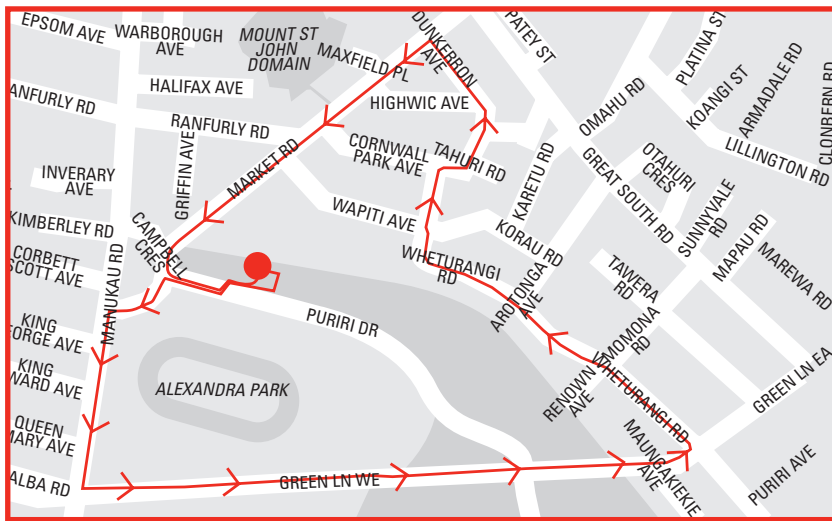 EPSOM AVE
WARBOROUGH
AVE
MOUNT ST
JOHN
DOMAIN
MAXFIELD PL
DUNKERRON
AVE
PATEY ST
PLATINA ST
KOANGI ST
ARMADALE RD
CLONBERN RD
HALIFAX AVE
HIGHWIC AVE
OMAHU RD
LILLINGTON RD
ANFURLY RD
RANFURLY RD
CORNWALL
PARK AVE
TAHURI RD
GREAT SOUTH RD
OTAHURI
CRES
INVERARY
AVE
GRIFFIN AVE
MARKET RD
KARETU RD
SUNNYVALE
RD
MAPAU RD
MAREWA RD
KIMBERLEY RD
CAMPBELL
CRES
WAPITI AVE
KORAU RD
CORBETT
SCOTT AVE
MANUKAU RD
WHETURANGI
RD
AROTONGA
AVE
TAWERA
RD
KING
EORGE AVE
PURIRI DR
MOMONA
RD
RENOWN
AVE
WHETURANGI RD
GREEN LN EA
KING
WARD AVE
ALEXANDRA PARK
QUEEN
MARY AVE
MAUNGAKIEKIE
AVE
PURIRI AVE
ALBA RD
GREEN LN WE